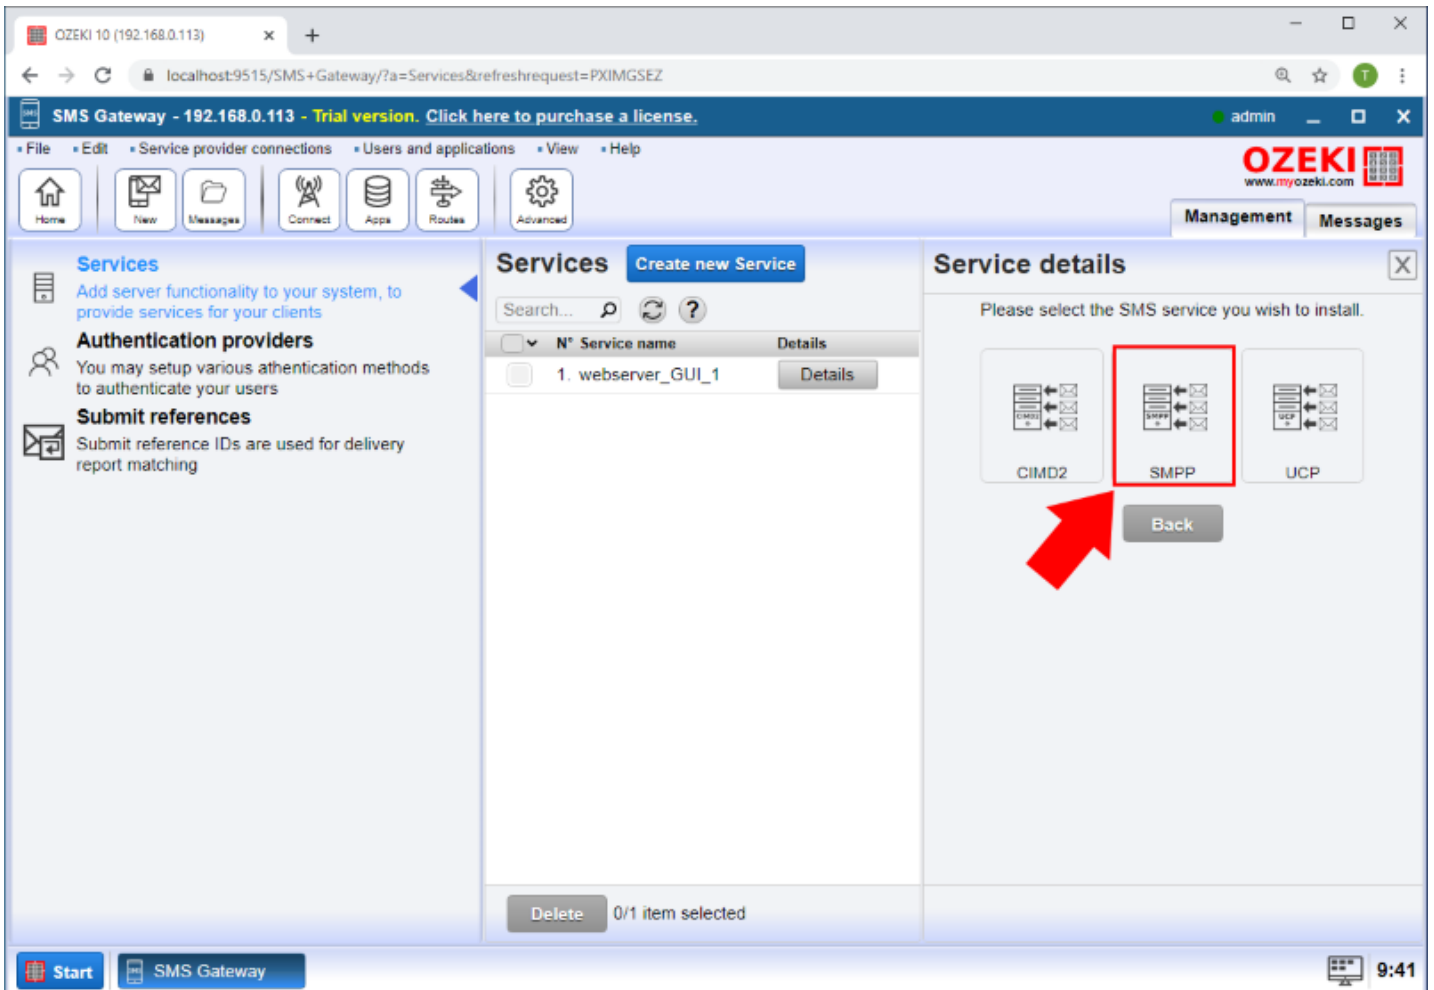 OZEKI 10 (192.168.0.113)
localhost:9515/SMS+Gateway/?a=Services&refreshrequest=PXIMGSEZ
T
SMS Gateway - 192.168.0.113 - Trial version. Click here to purchase a license.
admin
File Edit Service provider connections Users and applications View Help
OZEKI
www.myozeki.com
Home New Messages Connect Apps Routes Advanced
Management Messages
Services
Add server functionality to your system, to
provide services for your clients
Authentication providers
You may setup various athentication methods
to authenticate your users
Submit references
Submit reference IDs are used for delivery
report matching
Services Create new Service
Search... ?
N° Service name Details
1. webserver_GUI_1 Details
Delete 0/1 item selected
Service details X
Please select the SMS service you wish to install.
CIMD2 SMPP UCP
CIMD2 SMPP UCP
Back
Start SMS Gateway 9:41